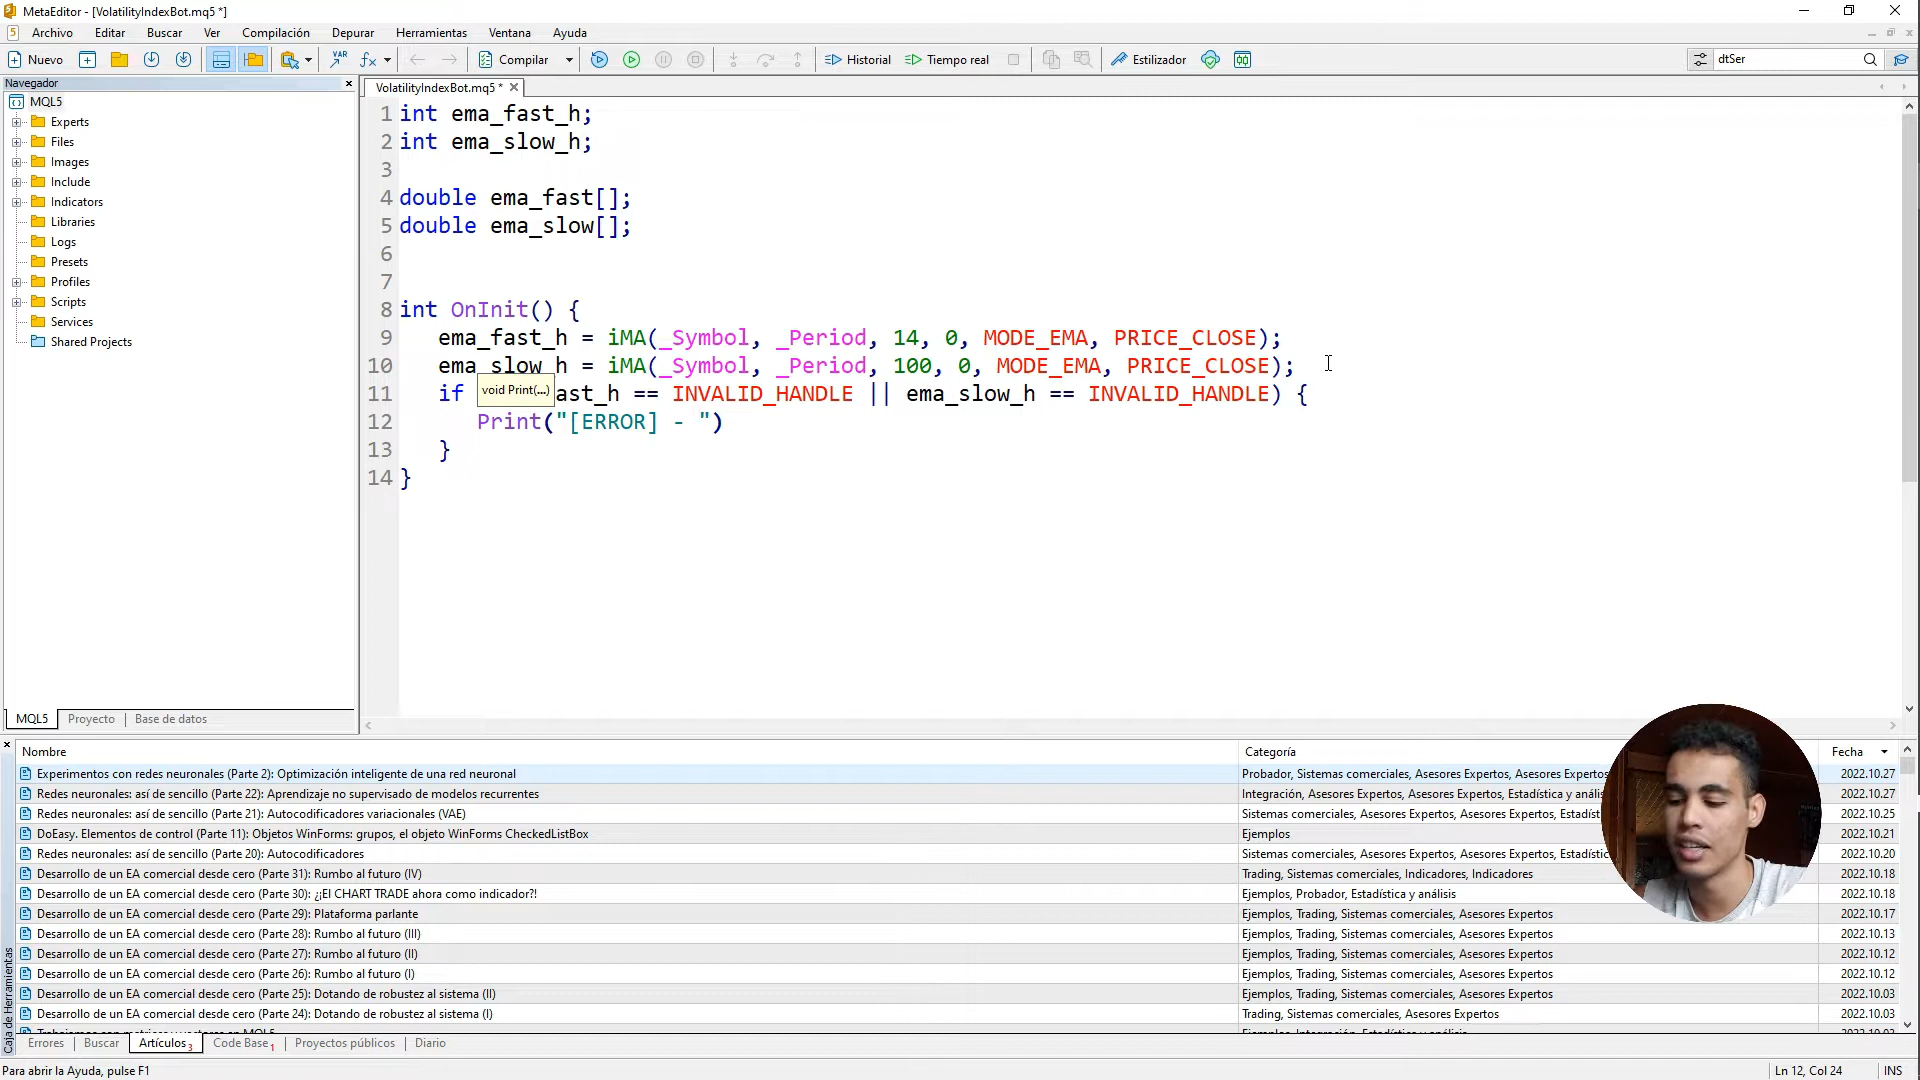 MetaEditor - [VolatilityIndexBot.mq5 *]
Archivo Editar Buscar Ver Compilación Depurar Herramientas Ventana Ayuda
Nuevo VAR Compilar Historial Tiempo real Estilizador dtSer
Navegador
MQL5
Experts
Files
Images
Include
Indicators
Libraries
Logs
Presets
Profiles
Scripts
Services
Shared Projects
MQL5 Proyecto Base de datos
VolatilityIndexBot.mq5 *
1 int ema_fast_h;
2 int ema_slow_h;
3
4 double ema_fast[];
5 double ema_slow[];
6
7
8 int OnInit() {
9 ema_fast_h = iMA(_Symbol, _Period, 14, 0, MODE_EMA, PRICE_CLOSE);
10 ema_slow_h = iMA(_Symbol, _Period, 100, 0, MODE_EMA, PRICE_CLOSE);
void Print(...)
11 if ast_h == INVALID_HANDLE || ema_slow_h == INVALID_HANDLE) {
12 Print("[ERROR] - ")
13 }
14 }
Nombre Categoría Fecha
Experimentos con redes neuronales (Parte 2): Optimización inteligente de una red neuronal Probador, Sistemas comerciales, Asesores Expertos, Asesores Expertos 2022.10.27
Redes neuronales: así de sencillo (Parte 22): Aprendizaje no supervisado de modelos recurrentes Integración, Asesores Expertos, Asesores Expertos, Estadística y anális 2022.10.27
Redes neuronales: así de sencillo (Parte 21): Autocodificadores variacionales (VAE) Sistemas comerciales, Asesores Expertos, Asesores Expertos, Estadíst 2022.10.25
DoEasy. Elementos de control (Parte 11): Objetos WinForms: grupos, el objeto WinForms CheckedListBox Ejemplos 2022.10.21
Redes neuronales: así de sencillo (Parte 20): Autocodificadores Sistemas comerciales, Asesores Expertos, Asesores Expertos, Estadístic 2022.10.20
Desarrollo de un EA comercial desde cero (Parte 31): Rumbo al futuro (IV) Trading, Sistemas comerciales, Indicadores, Indicadores 2022.10.18
Desarrollo de un EA comercial desde cero (Parte 30): ¿¡El CHART TRADE ahora como indicador?! Ejemplos, Probador, Estadística y análisis 2022.10.18
Desarrollo de un EA comercial desde cero (Parte 29): Plataforma parlante Ejemplos, Trading, Sistemas comerciales, Asesores Expertos 2022.10.17
Desarrollo de un EA comercial desde cero (Parte 28): Rumbo al futuro (III) Ejemplos, Trading, Sistemas comerciales, Asesores Expertos 2022.10.13
Desarrollo de un EA comercial desde cero (Parte 27): Rumbo al futuro (II) Ejemplos, Trading, Sistemas comerciales, Asesores Expertos 2022.10.12
Desarrollo de un EA comercial desde cero (Parte 26): Rumbo al futuro (I) Ejemplos, Trading, Sistemas comerciales, Asesores Expertos 2022.10.12
Desarrollo de un EA comercial desde cero (Parte 25): Dotando de robustez al sistema (II) Ejemplos, Trading, Sistemas comerciales, Asesores Expertos 2022.10.03
Desarrollo de un EA comercial desde cero (Parte 24): Dotando de robustez al sistema (I) Trading, Sistemas comerciales, Asesores Expertos 2022.10.03
Caja de Herramientas
Errores Buscar Artículos 3 Code Base 1 Proyectos públicos Diario
Para abrir la Ayuda, pulse F1 Ln 12, Col 24 INS